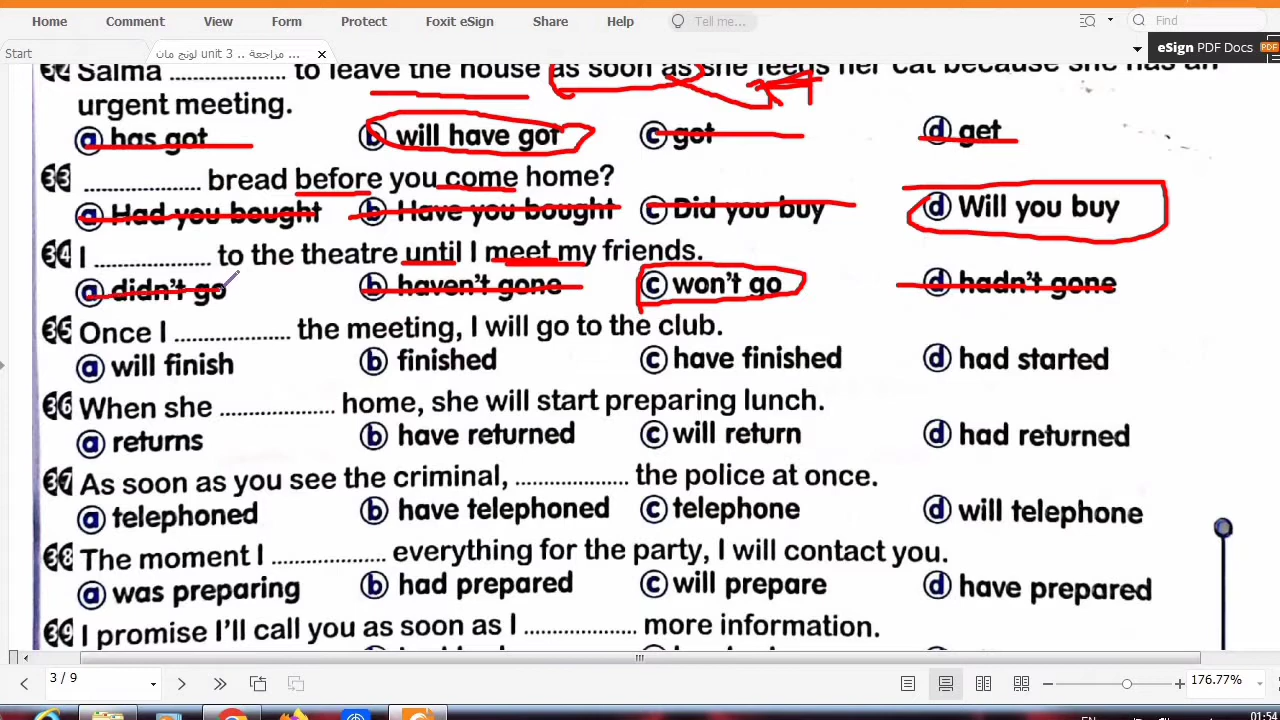 Home Comment View Form Protect Foxit eSign Share Help Tell me... Find
Start مراجعة .. unit 3 لونج مان ... × eSign PDF Docs PDF
Salma .................... to leave the house as soon as she feeds her cat because she has an
urgent meeting.
a has got b will have got c got d get
33 .................... bread before you come home?
a Had you bought b Have you bought c Did you buy d Will you buy
34 I .................... to the theatre until I meet my friends.
a didn't go b haven't gone c won't go d hadn't gone
35 Once I .................... the meeting, I will go to the club.
a will finish b finished c have finished d had started
36 When she .................... home, she will start preparing lunch.
a returns b have returned c will return d had returned
37 As soon as you see the criminal, .................... the police at once.
a telephoned b have telephoned c telephone d will telephone
38 The moment I .................... everything for the party, I will contact you.
a was preparing b had prepared c will prepare d have prepared
39 I promise I'll call you as soon as I .................... more information.
3 / 9 176.77%
01:54